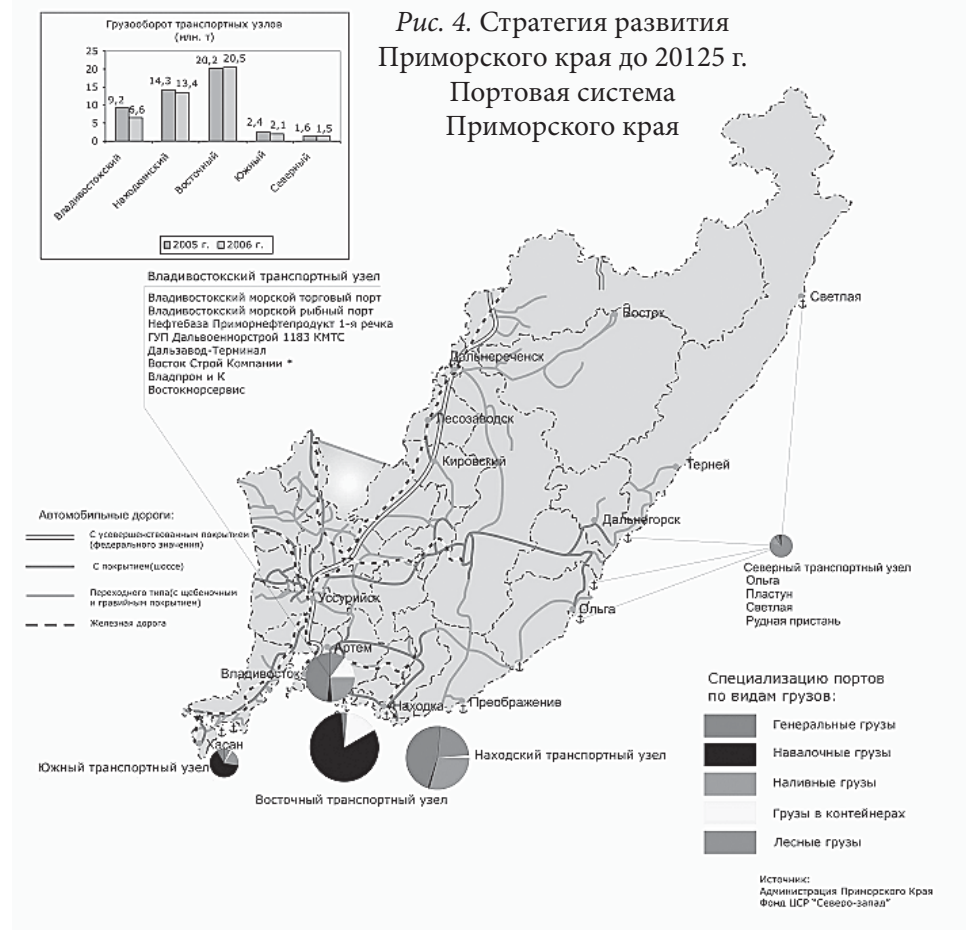 Рис. 4. Стратегия развития
Приморского края до 20125 г.
Портовая система
Приморского края
Грузооборот транспортных узлов
(млн. т)
25
20
15
10
5
0
9,2
6,6
14,3
13,4
20,2
20,5
2,4
2,1
1,6
1,5
Владивостокский
Находкинский
Восточный
Южный
Северный
2005 г.
2006 г.
Владивостокский транспортный узел
Владивостокский морской торговый порт
Владивостокский морской рыбный порт
Нефтебаза Приморнефтепродукт 1-я речка
ГУП Дальвоенморстрой 1183 КМТС
Дальзавод-Терминал
Восток Строй Компании *
Владпрон и К
Востокморсервис
Светлая
Восток
Дальнереченск
Лесозаводск
Кировский
Терней
Дальнегорск
Автомобильные дороги:
С усовершенствованным покрытием
(федерального значения)
С покрытием(шоссе)
Переходного типа(с щебеночным
и гравийным покрытием)
Железная дорога
Северный транспортный узел
Ольга
Пластун
Светлая
Рудная пристань
Уссурийск
Ольга
Артем
Владивосток
Находка
Преображение
Хасан
Южный транспортный узел
Находский транспортный узел
Восточный транспортный узел
Специализацию портов
по видам грузов:
Генеральные грузы
Навалочные грузы
Наливные грузы
Грузы в контейнерах
Лесные грузы
Источник:
Администрация Приморского Края
Фонд ЦСР "Северо-запад"